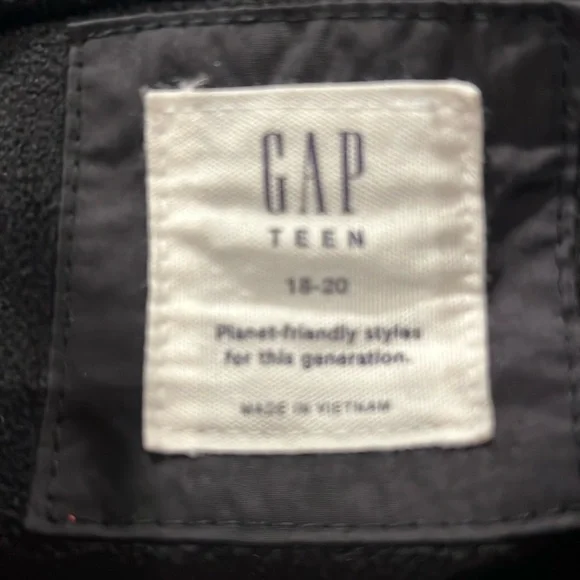 GAP
TEEN
18-20
Planet-friendly styles
for this generation.
MADE IN VIETNAM